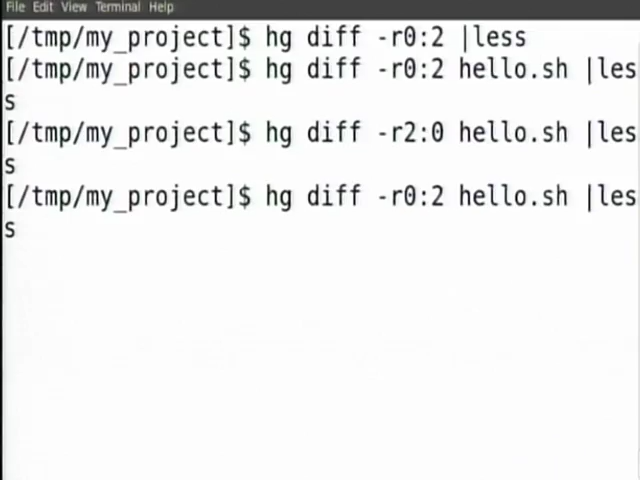 File Edit View Terminal Help
[/tmp/my_project]$ hg diff -r0:2 |less
[/tmp/my_project]$ hg diff -r0:2 hello.sh |les
s
[/tmp/my_project]$ hg diff -r2:0 hello.sh |les
s
[/tmp/my_project]$ hg diff -r0:2 hello.sh |les
s